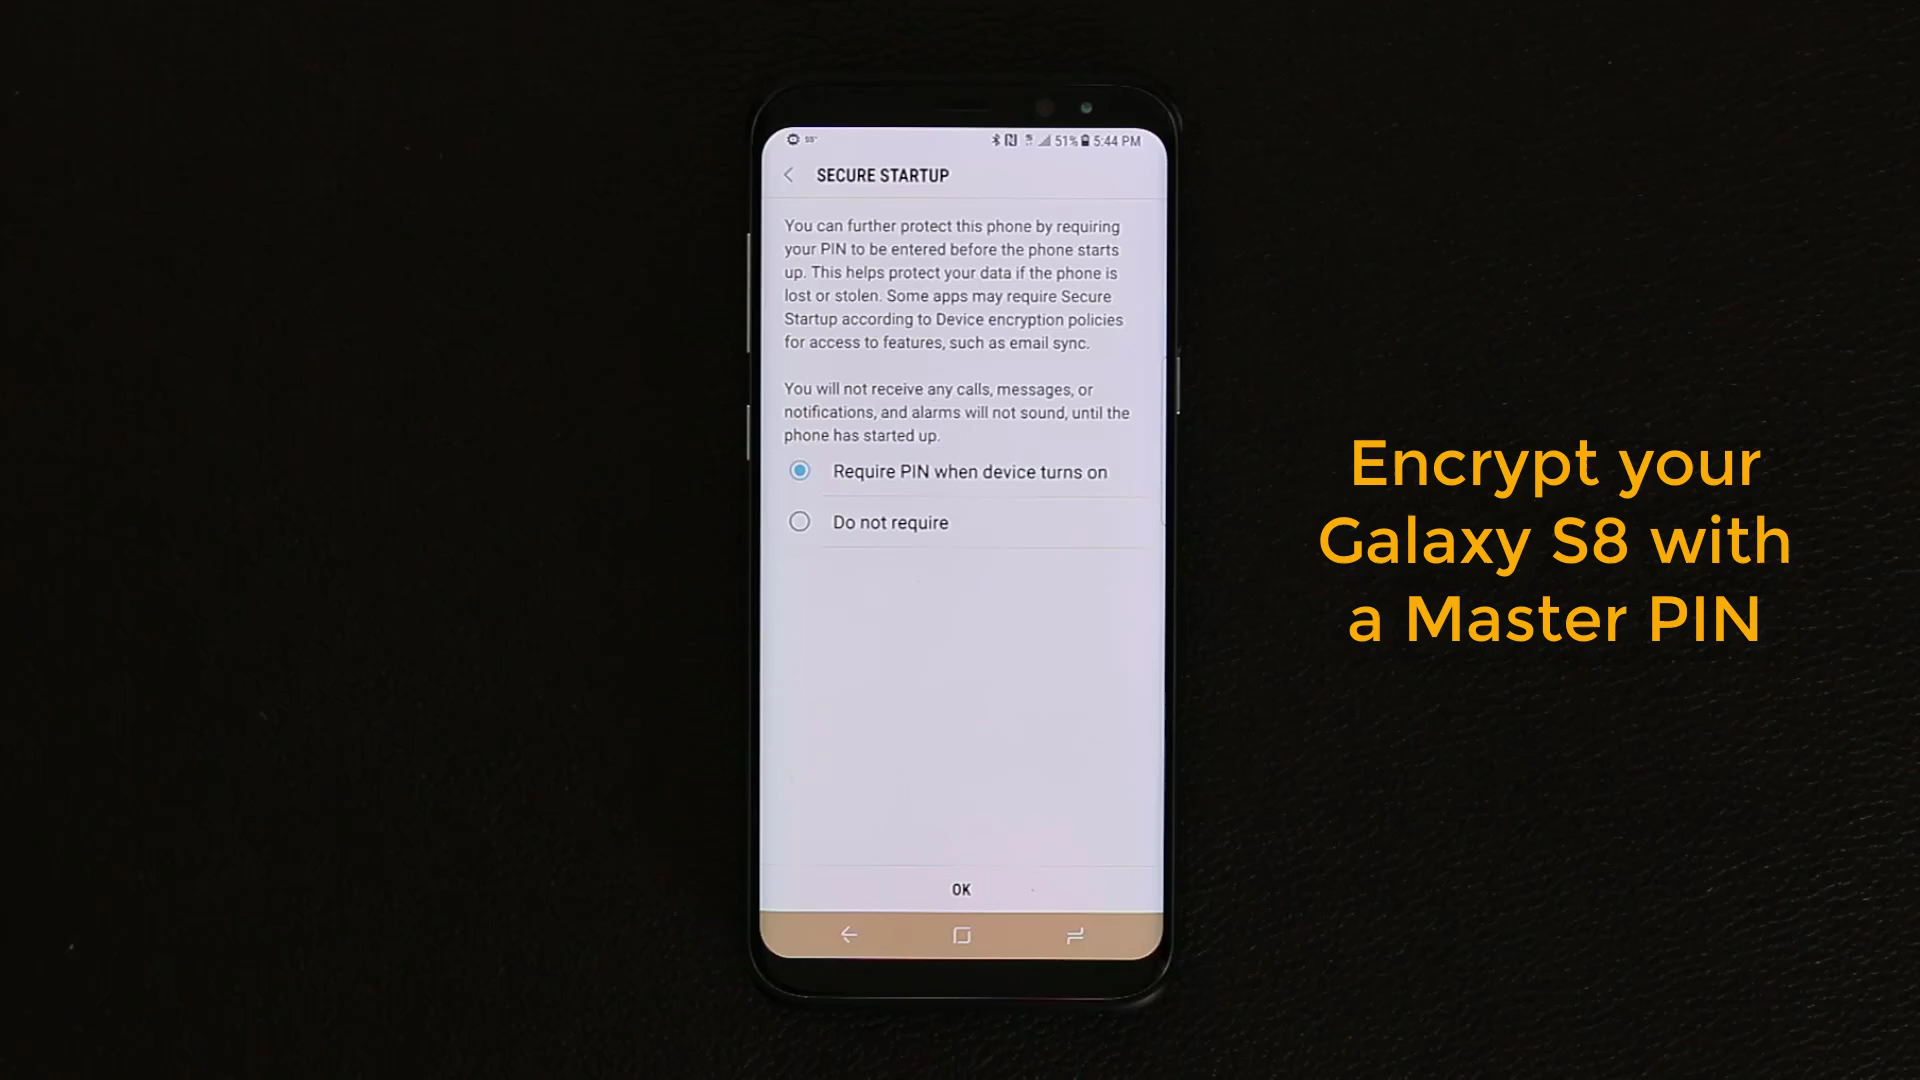 51% 5:44 PM
SECURE STARTUP
You can further protect this phone by requiring
your PIN to be entered before the phone starts
up. This helps protect your data if the phone is
lost or stolen. Some apps may require Secure
Startup according to Device encryption policies
for access to features, such as email sync.
You will not receive any calls, messages, or
notifications, and alarms will not sound, until the
phone has started up.
Require PIN when device turns on
Do not require
OK
Encrypt your
Galaxy S8 with
a Master PIN